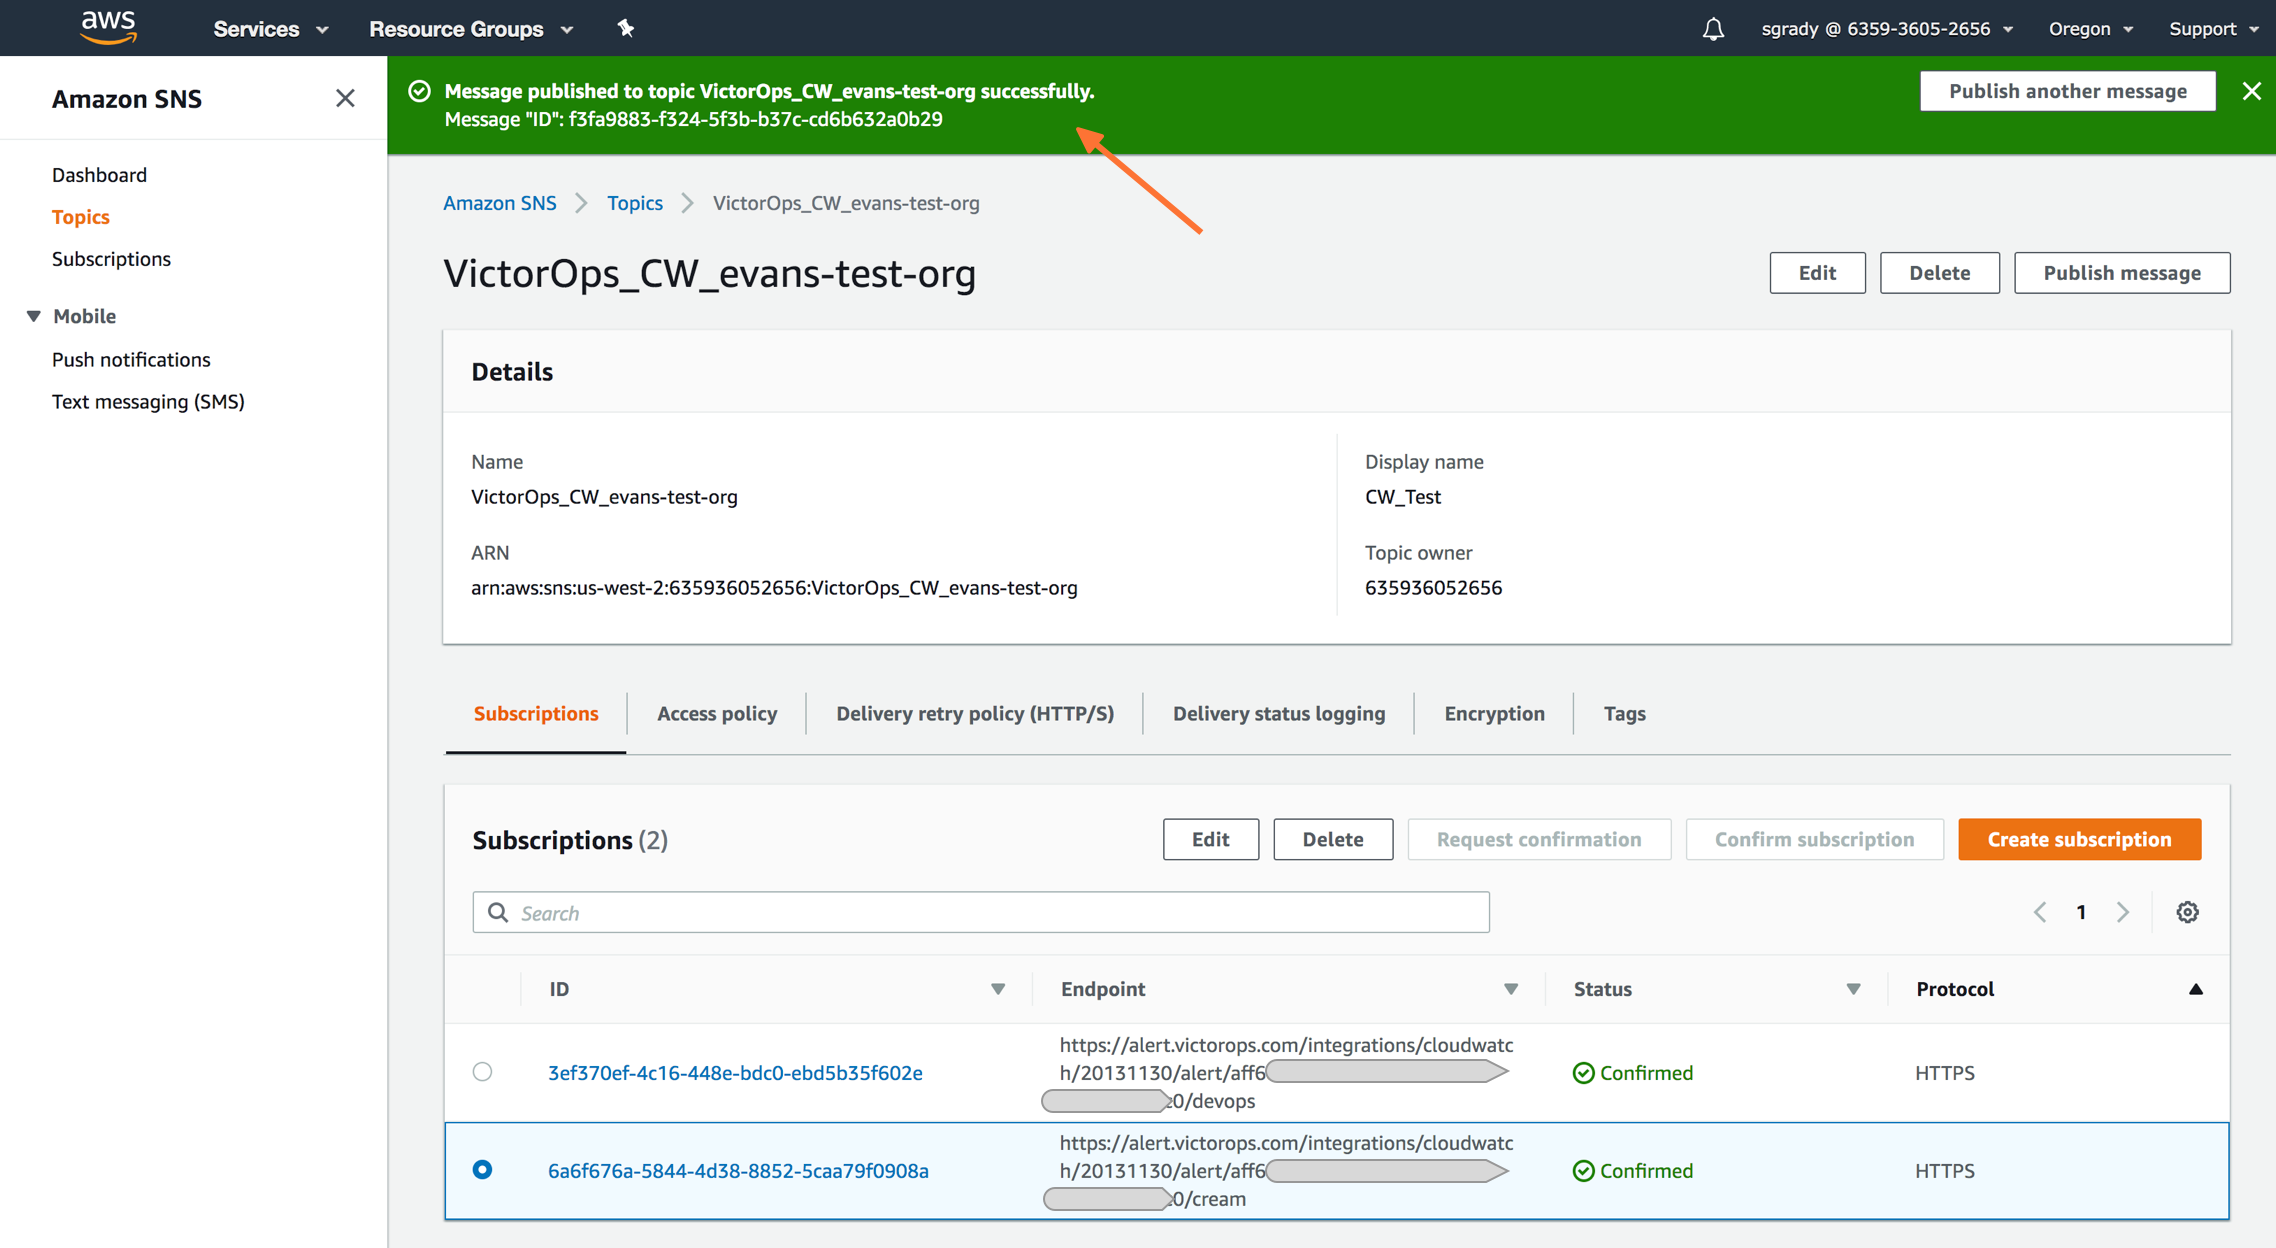 aws
Services
Resource Groups
sgrady @ 6359-3605-2656
Oregon
Support
Amazon SNS
Dashboard
Topics
Subscriptions
Mobile
Push notifications
Text messaging (SMS)
Message published to topic VictorOps_CW_evans-test-org successfully.
Message "ID": f3fa9883-f324-5f3b-b37c-cd6b632a0b29
Publish another message
Amazon SNS
Topics
VictorOps_CW_evans-test-org
VictorOps_CW_evans-test-org
Edit
Delete
Publish message
Details
Name
VictorOps_CW_evans-test-org
Display name
CW_Test
ARN
arn:aws:sns:us-west-2:635936052656:VictorOps_CW_evans-test-org
Topic owner
635936052656
Subscriptions
Access policy
Delivery retry policy (HTTP/S)
Delivery status logging
Encryption
Tags
Subscriptions (2)
Edit
Delete
Request confirmation
Confirm subscription
Create subscription
Search
1
ID
Endpoint
Status
Protocol
3ef370ef-4c16-448e-bdc0-ebd5b35f602e
https://alert.victorops.com/integrations/cloudwatc
h/20131130/alert/aff6
0/devops
Confirmed
HTTPS
6a6f676a-5844-4d38-8852-5caa79f0908a
https://alert.victorops.com/integrations/cloudwatc
h/20131130/alert/aff6
0/cream
Confirmed
HTTPS